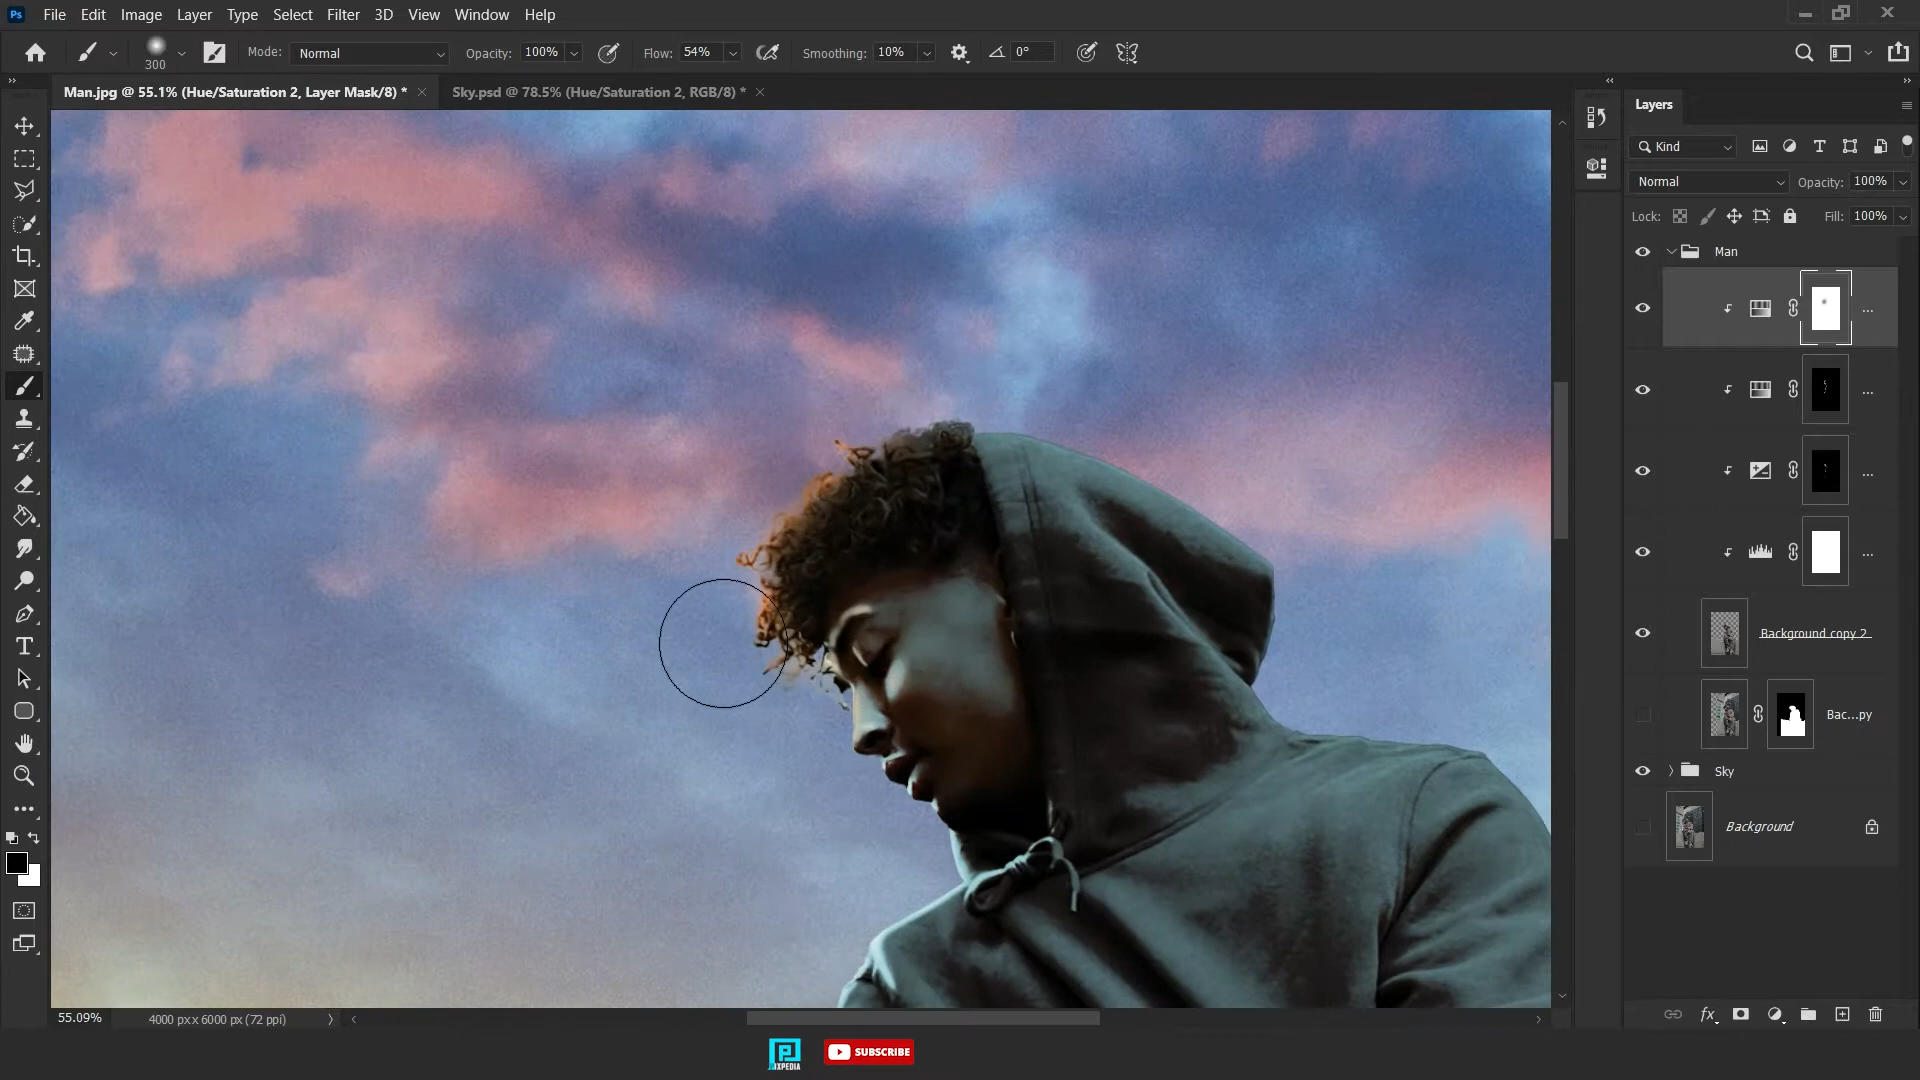 Ps File Edit Image Layer Type Select Filter 3D View Window Help
300 Mode: Normal Opacity: 100% Flow: 54% Smoothing: 10% 0°
Man.jpg @ 55.1% (Hue/Saturation 2, Layer Mask/8) * Sky.psd @ 78.5% (Hue/Saturation 2, RGB/8) *
Layers
Kind
Normal Opacity: 100%
Lock: Fill: 100%
Man
...
...
...
...
Background copy 2
Bac...py
Sky
Background
fx
55.09% 4000 px x 6000 px (72 ppi)
PIXPEDIA SUBSCRIBE